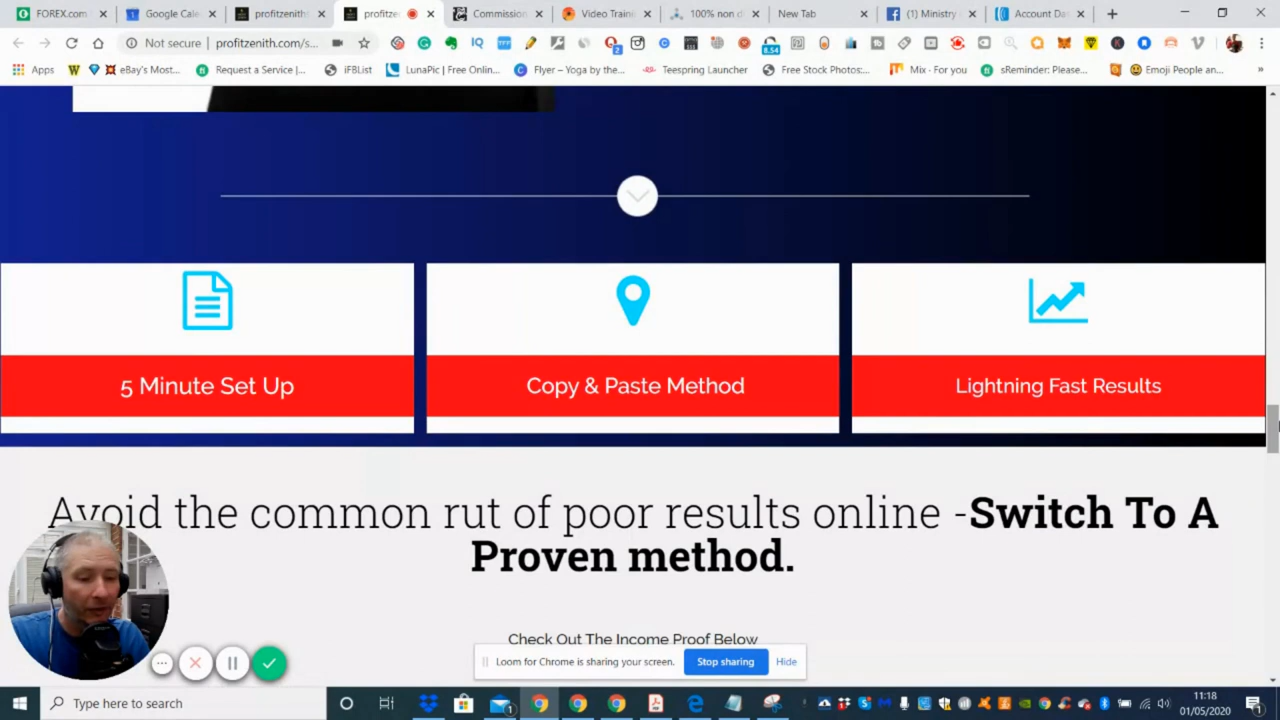 FOREX.com
Google Cale
profitzenith
profitze
Commission
Video Traini
100% non d
New Tab
(1) Ministry
Account Da
Not secure | profitzenith.com/s...
IQ
2
8.54
Apps
eBay's Most...
Request a Service |...
iFBList
LunaPic | Free Onlin...
Flyer – Yoga by the...
Teespring Launcher
Free Stock Photos:...
Mix · For you
sReminder: Please...
Emoji People an...
»
5 Minute Set Up
Copy & Paste Method
Lightning Fast Results
Avoid the common rut of poor results online -Switch To A
Proven method.
Check Out The Income Proof Below
Loom for Chrome is sharing your screen.
Stop sharing
Hide
Type here to search
11:18
01/05/2020